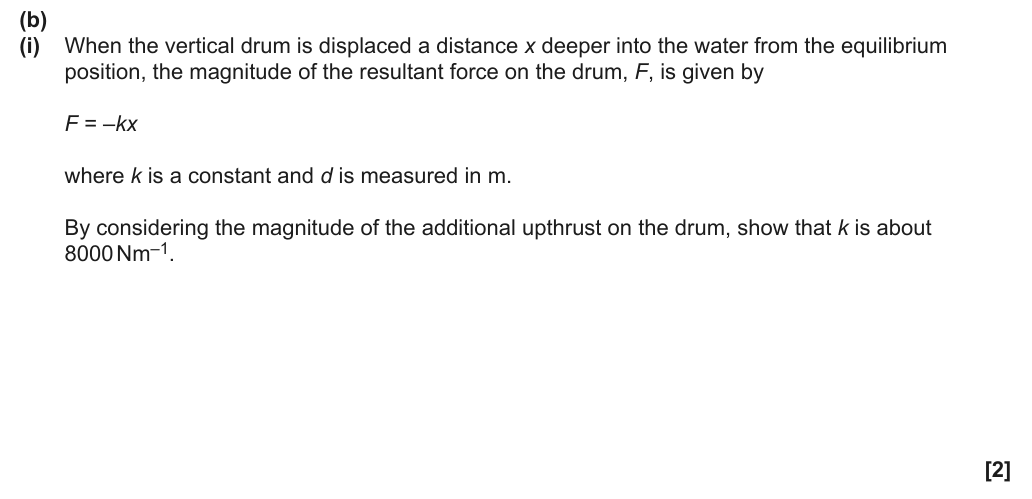 (b)
(i) When the vertical drum is displaced a distance x deeper into the water from the equilibrium
position, the magnitude of the resultant force on the drum, F, is given by
F = –kx
where k is a constant and d is measured in m.
By considering the magnitude of the additional upthrust on the drum, show that k is about
8000 Nm⁻¹.
[2]